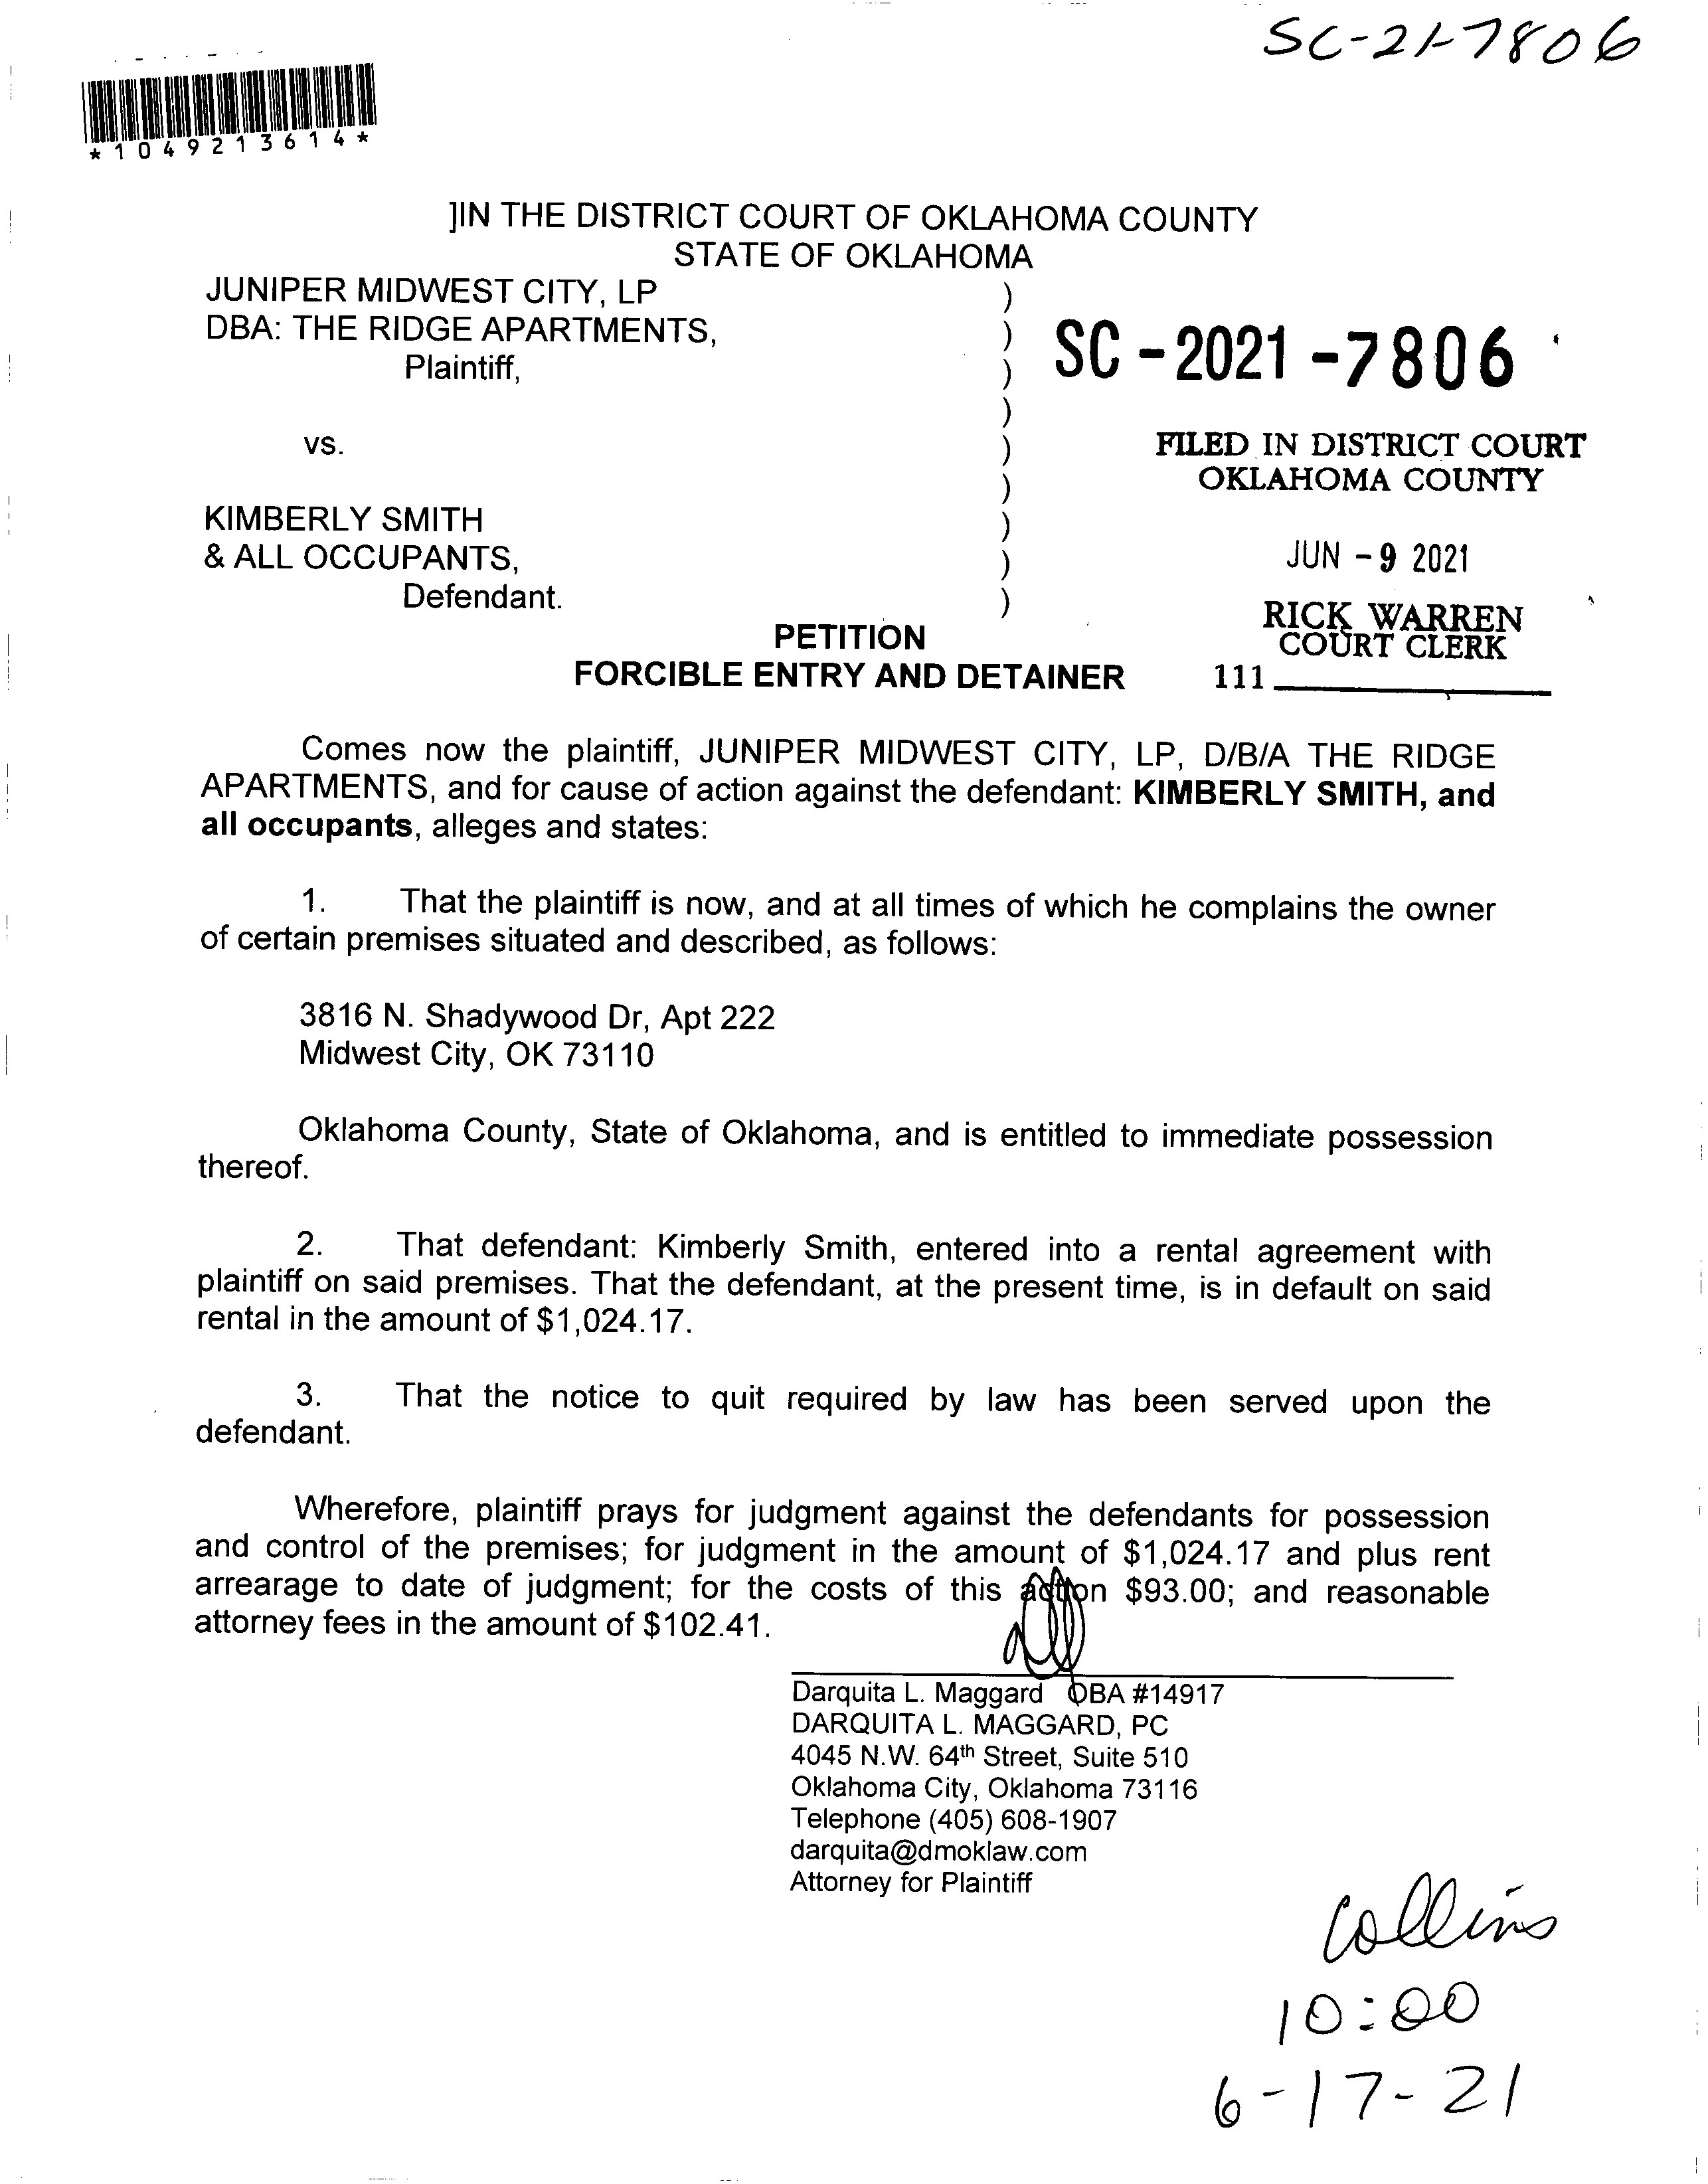 SC-21-7806
*1049213614*
]IN THE DISTRICT COURT OF OKLAHOMA COUNTY
STATE OF OKLAHOMA
JUNIPER MIDWEST CITY, LP )
DBA: THE RIDGE APARTMENTS, )
Plaintiff, )
SC-2021-7806
)
vs. )
)
KIMBERLY SMITH )
& ALL OCCUPANTS, )
Defendant. )
FILED IN DISTRICT COURT
OKLAHOMA COUNTY
JUN -9 2021
RICK WARREN
COURT CLERK
111
PETITION
FORCIBLE ENTRY AND DETAINER
Comes now the plaintiff, JUNIPER MIDWEST CITY, LP, D/B/A THE RIDGE
APARTMENTS, and for cause of action against the defendant: KIMBERLY SMITH, and
all occupants, alleges and states:
1. That the plaintiff is now, and at all times of which he complains the owner
of certain premises situated and described, as follows:
3816 N. Shadywood Dr, Apt 222
Midwest City, OK 73110
Oklahoma County, State of Oklahoma, and is entitled to immediate possession
thereof.
2. That defendant: Kimberly Smith, entered into a rental agreement with
plaintiff on said premises. That the defendant, at the present time, is in default on said
rental in the amount of $1,024.17.
3. That the notice to quit required by law has been served upon the
defendant.
Wherefore, plaintiff prays for judgment against the defendants for possession
and control of the premises; for judgment in the amount of $1,024.17 and plus rent
arrearage to date of judgment; for the costs of this action $93.00; and reasonable
attorney fees in the amount of $102.41.
Darquita L. Maggard OBA #14917
DARQUITA L. MAGGARD, PC
4045 N.W. 64th Street, Suite 510
Oklahoma City, Oklahoma 73116
Telephone (405) 608-1907
darquita@dmoklaw.com
Attorney for Plaintiff
Collins
10:00
6-17-21